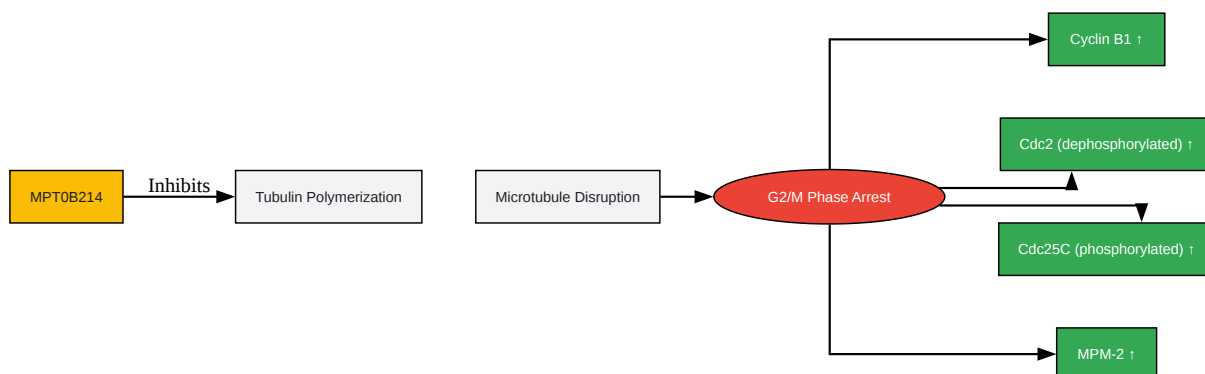 Cyclin B1 ↑
Cdc2 (dephosphorylated) ↑
MPT0B214
Inhibits
Tubulin Polymerization
Microtubule Disruption
G2/M Phase Arrest
Cdc25C (phosphorylated) ↑
MPM-2 ↑